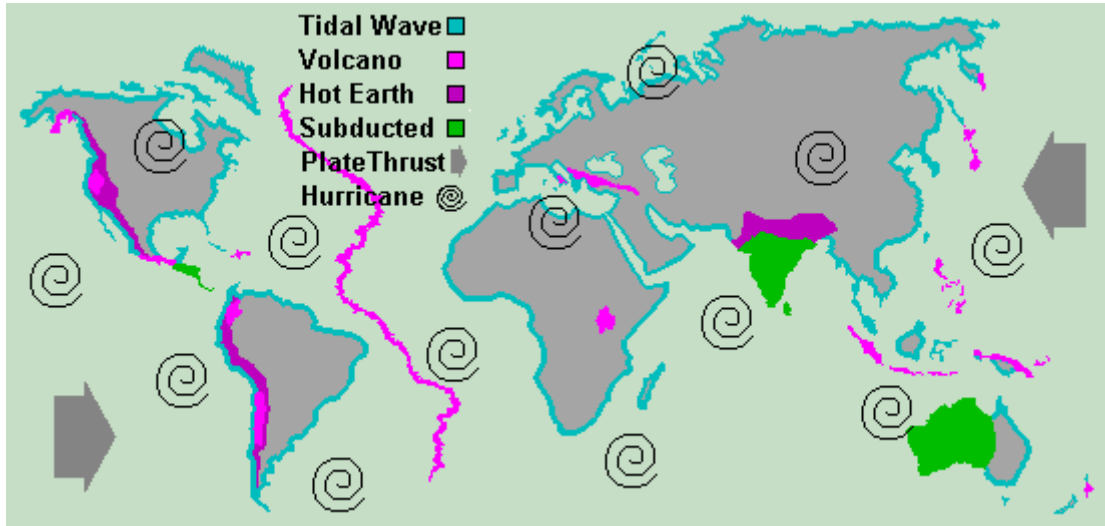 Tidal Wave
Volcano
Hot Earth
Subducted
PlateThrust
Hurricane